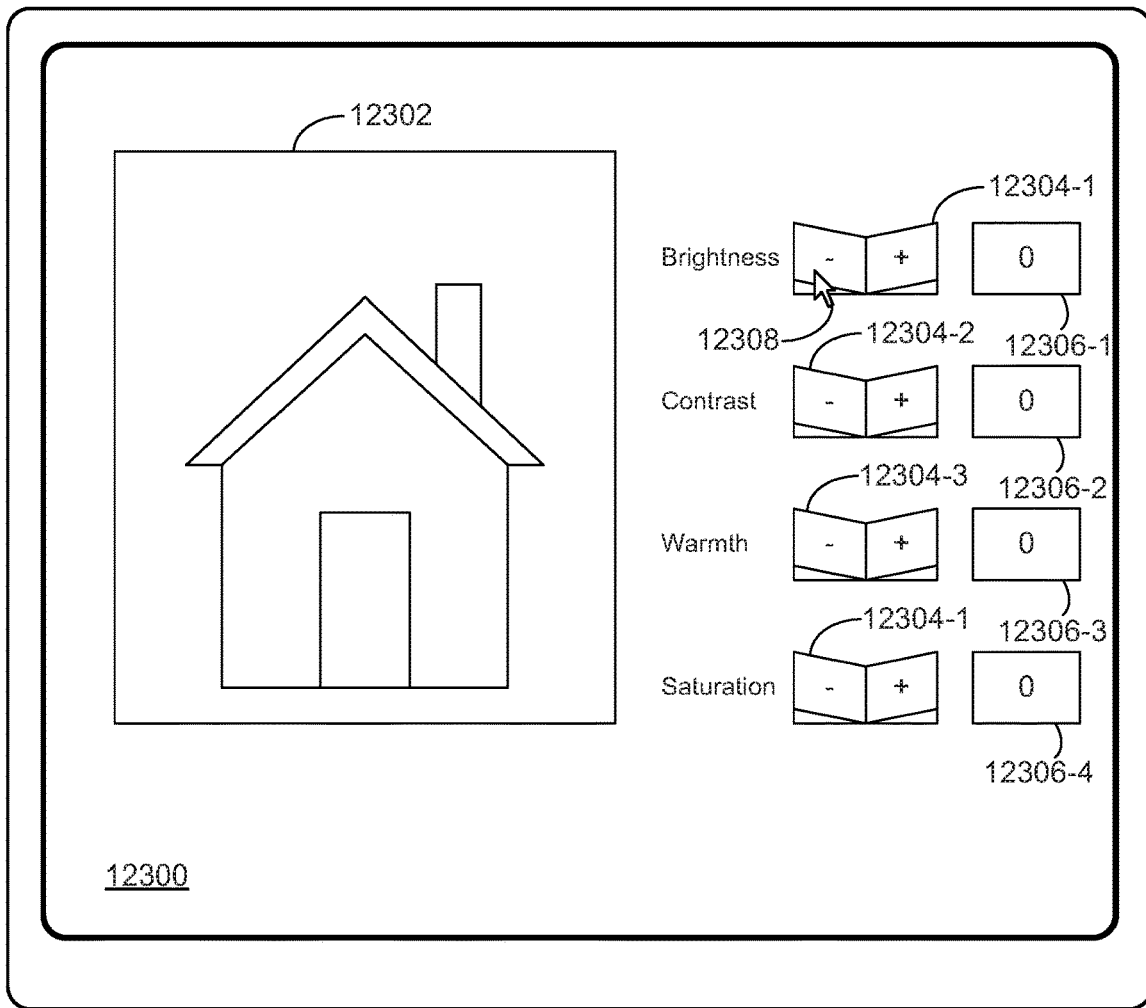 12302
12304-1
Brightness - + 0
12308 12304-2 12306-1
Contrast - + 0
12304-3 12306-2
Warmth - + 0
12304-1 12306-3
Saturation - + 0
12306-4
12300